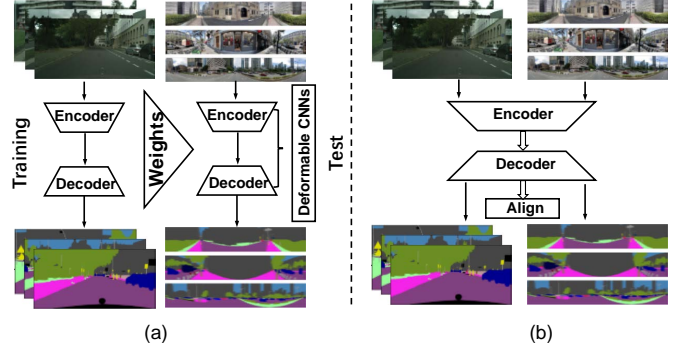 Training
Encoder
Decoder
Weights
Encoder
Decoder
Deformable CNNs
Test
(a)
Encoder
Decoder
Align
(b)